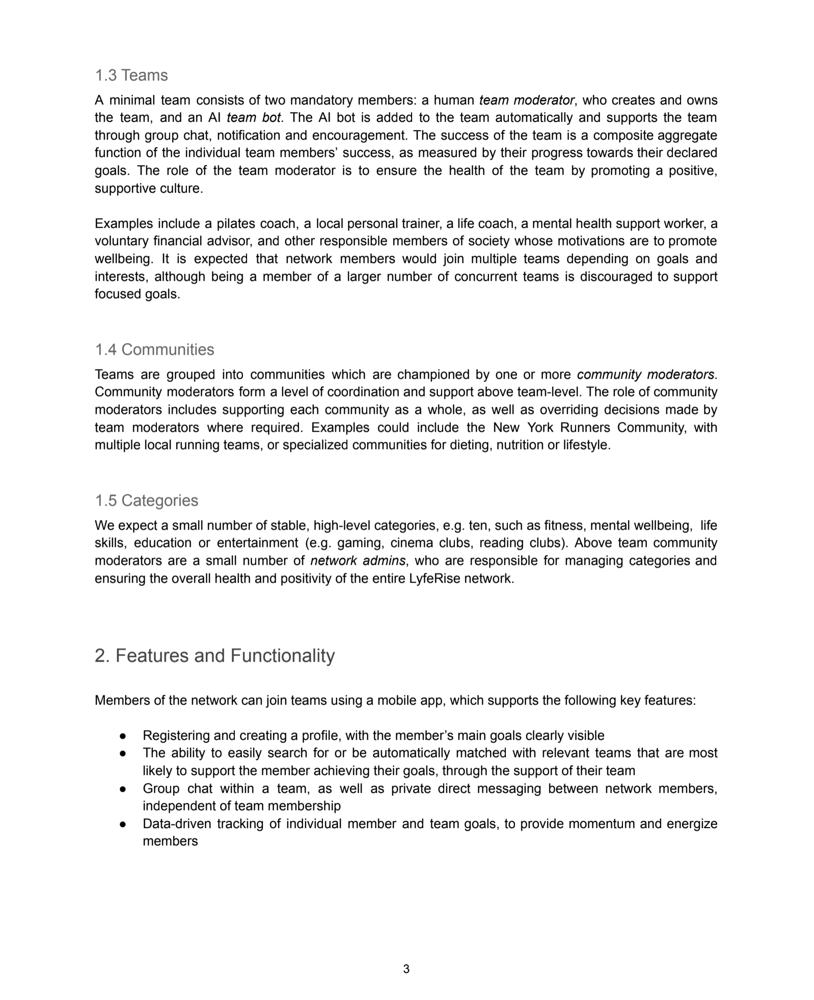 1.3 Teams
A minimal team consists of two mandatory members: a human team moderator, who creates and owns
the team, and an AI team bot. The AI bot is added to the team automatically and supports the team
through group chat, notification and encouragement. The success of the team is a composite aggregate
function of the individual team members’ success, as measured by their progress towards their declared
goals. The role of the team moderator is to ensure the health of the team by promoting a positive,
supportive culture.
Examples include a pilates coach, a local personal trainer, a life coach, a mental health support worker, a
voluntary financial advisor, and other responsible members of society whose motivations are to promote
wellbeing. It is expected that network members would join multiple teams depending on goals and
interests, although being a member of a larger number of concurrent teams is discouraged to support
focused goals.
1.4 Communities
Teams are grouped into communities which are championed by one or more community moderators.
Community moderators form a level of coordination and support above team-level. The role of community
moderators includes supporting each community as a whole, as well as overriding decisions made by
team moderators where required. Examples could include the New York Runners Community, with
multiple local running teams, or specialized communities for dieting, nutrition or lifestyle.
1.5 Categories
We expect a small number of stable, high-level categories, e.g. ten, such as fitness, mental wellbeing, life
skills, education or entertainment (e.g. gaming, cinema clubs, reading clubs). Above team community
moderators are a small number of network admins, who are responsible for managing categories and
ensuring the overall health and positivity of the entire LyfeRise network.
2. Features and Functionality
Members of the network can join teams using a mobile app, which supports the following key features:
● Registering and creating a profile, with the member’s main goals clearly visible
● The ability to easily search for or be automatically matched with relevant teams that are most
likely to support the member achieving their goals, through the support of their team
● Group chat within a team, as well as private direct messaging between network members,
independent of team membership
● Data-driven tracking of individual member and team goals, to provide momentum and energize
members
3